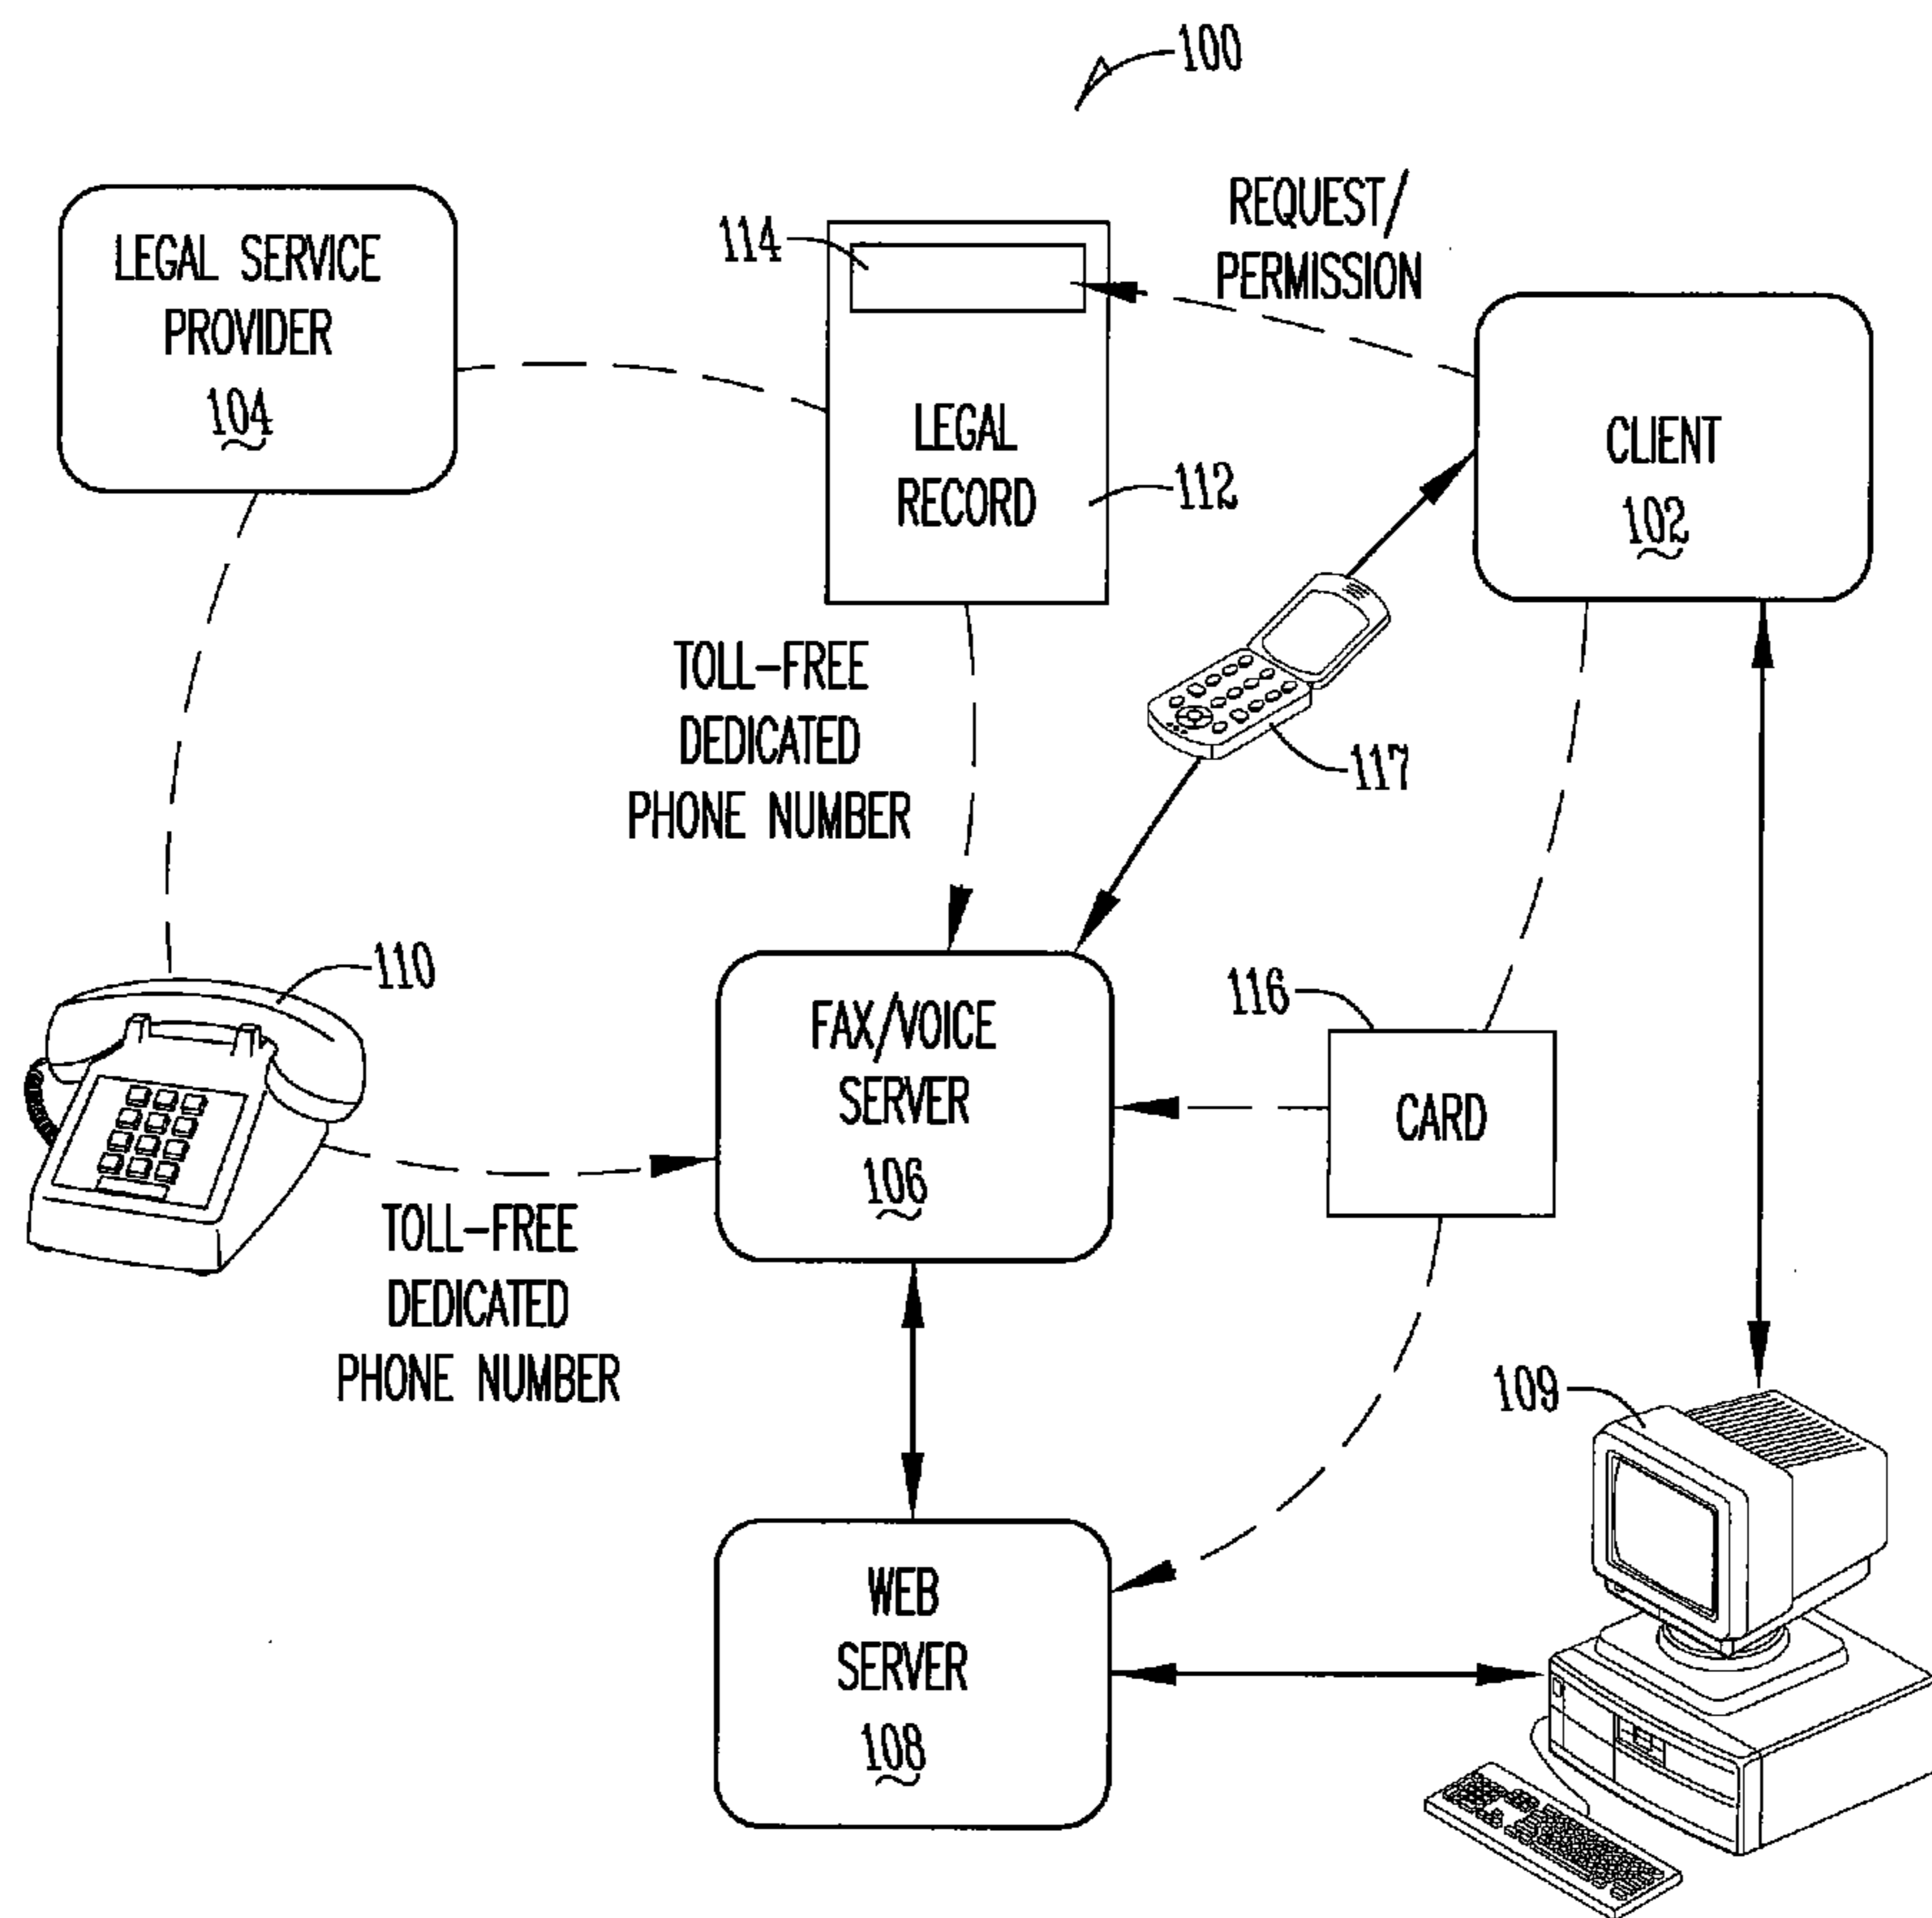 100
LEGAL SERVICE
PROVIDER
104
114
LEGAL
RECORD
112
REQUEST/
PERMISSION
CLIENT
102
TOLL-FREE
DEDICATED
PHONE NUMBER
117
110
TOLL-FREE
DEDICATED
PHONE NUMBER
FAX/VOICE
SERVER
106
116
CARD
109
WEB
SERVER
108